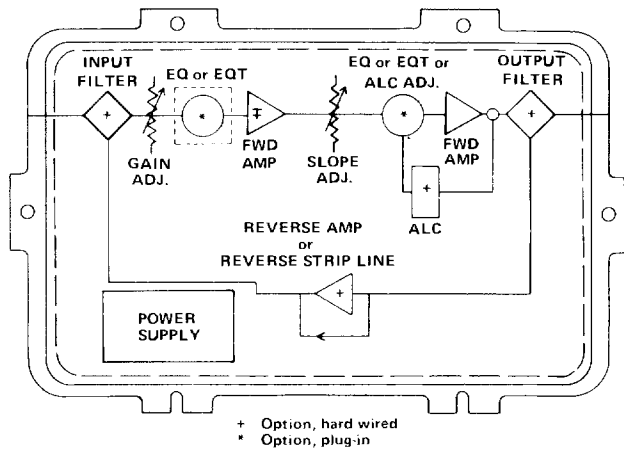 INPUT
FILTER
EQ or EQT
EQ or EQT or
ALC ADJ.
OUTPUT
FILTER
+
*
+
*
+
GAIN
ADJ.
FWD
AMP
SLOPE
ADJ.
FWD
AMP
+
ALC
REVERSE AMP
or
REVERSE STRIP LINE
+
POWER
SUPPLY
+ Option, hard wired
* Option, plug-in